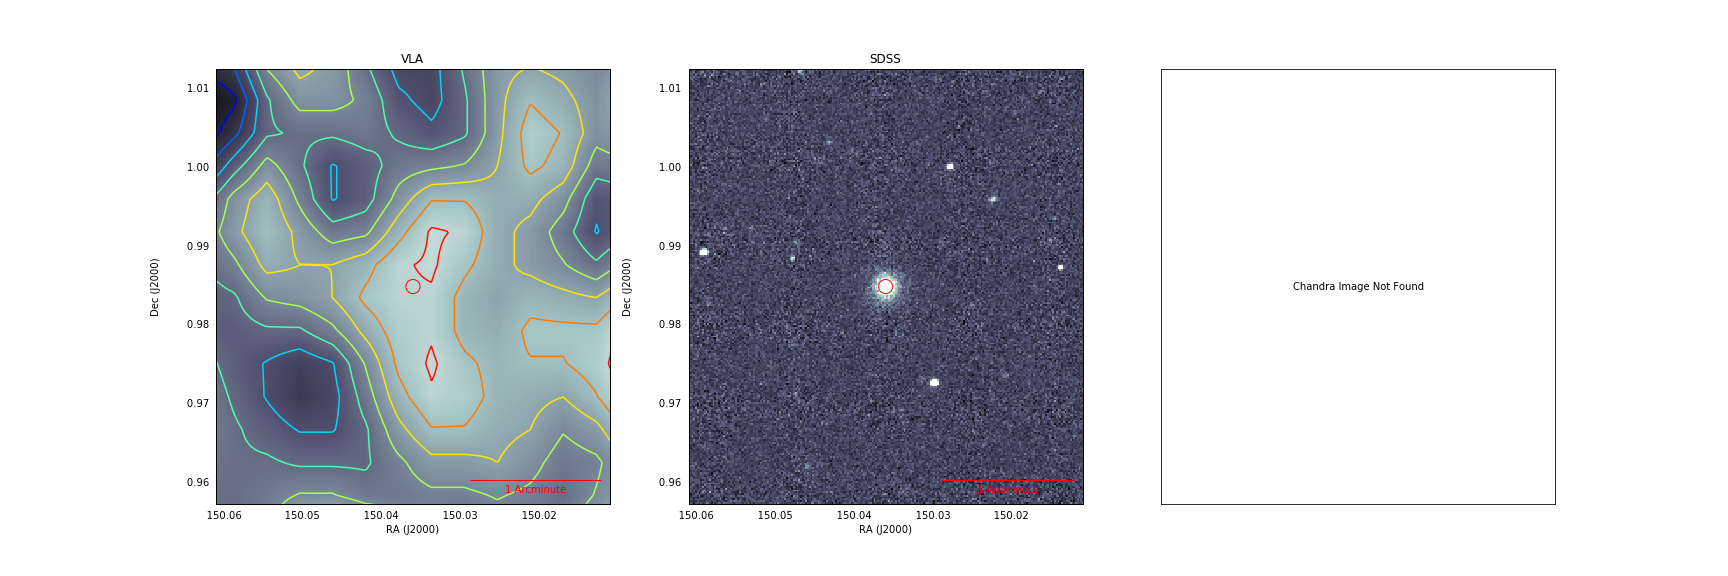 VLA
1.01
1.00
0.99
0.98
0.97
0.96
Dec (J2000)
150.06 150.05 150.04 150.03 150.02
RA (J2000)
1 Arcminute
SDSS
1.01
1.00
0.99
0.98
0.97
0.96
Dec (J2000)
150.06 150.05 150.04 150.03 150.02
RA (J2000)
1 Arcminute
Chandra Image Not Found